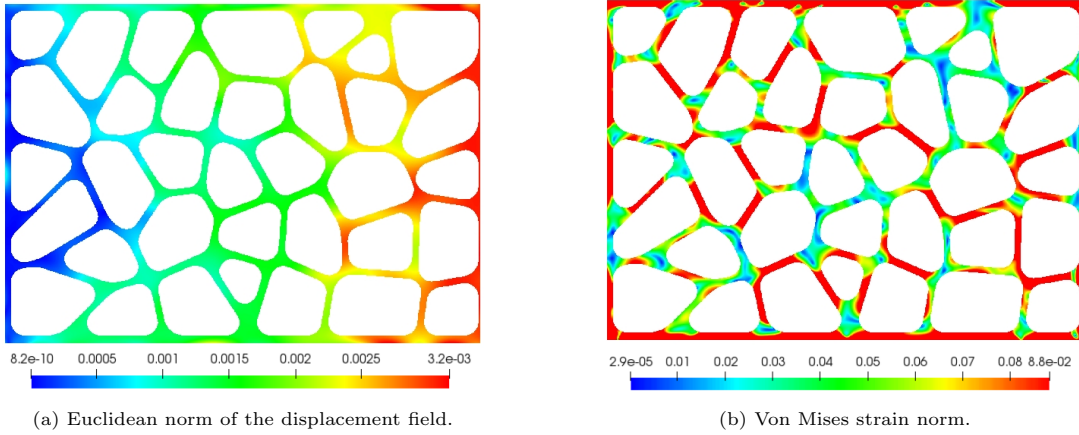 8.2e-10 0.0005 0.001 0.0015 0.002 0.0025 3.2e-03
2.9e-05 0.01 0.02 0.03 0.04 0.05 0.06 0.07 0.08 8.8e-02
(a) Euclidean norm of the displacement field.
(b) Von Mises strain norm.